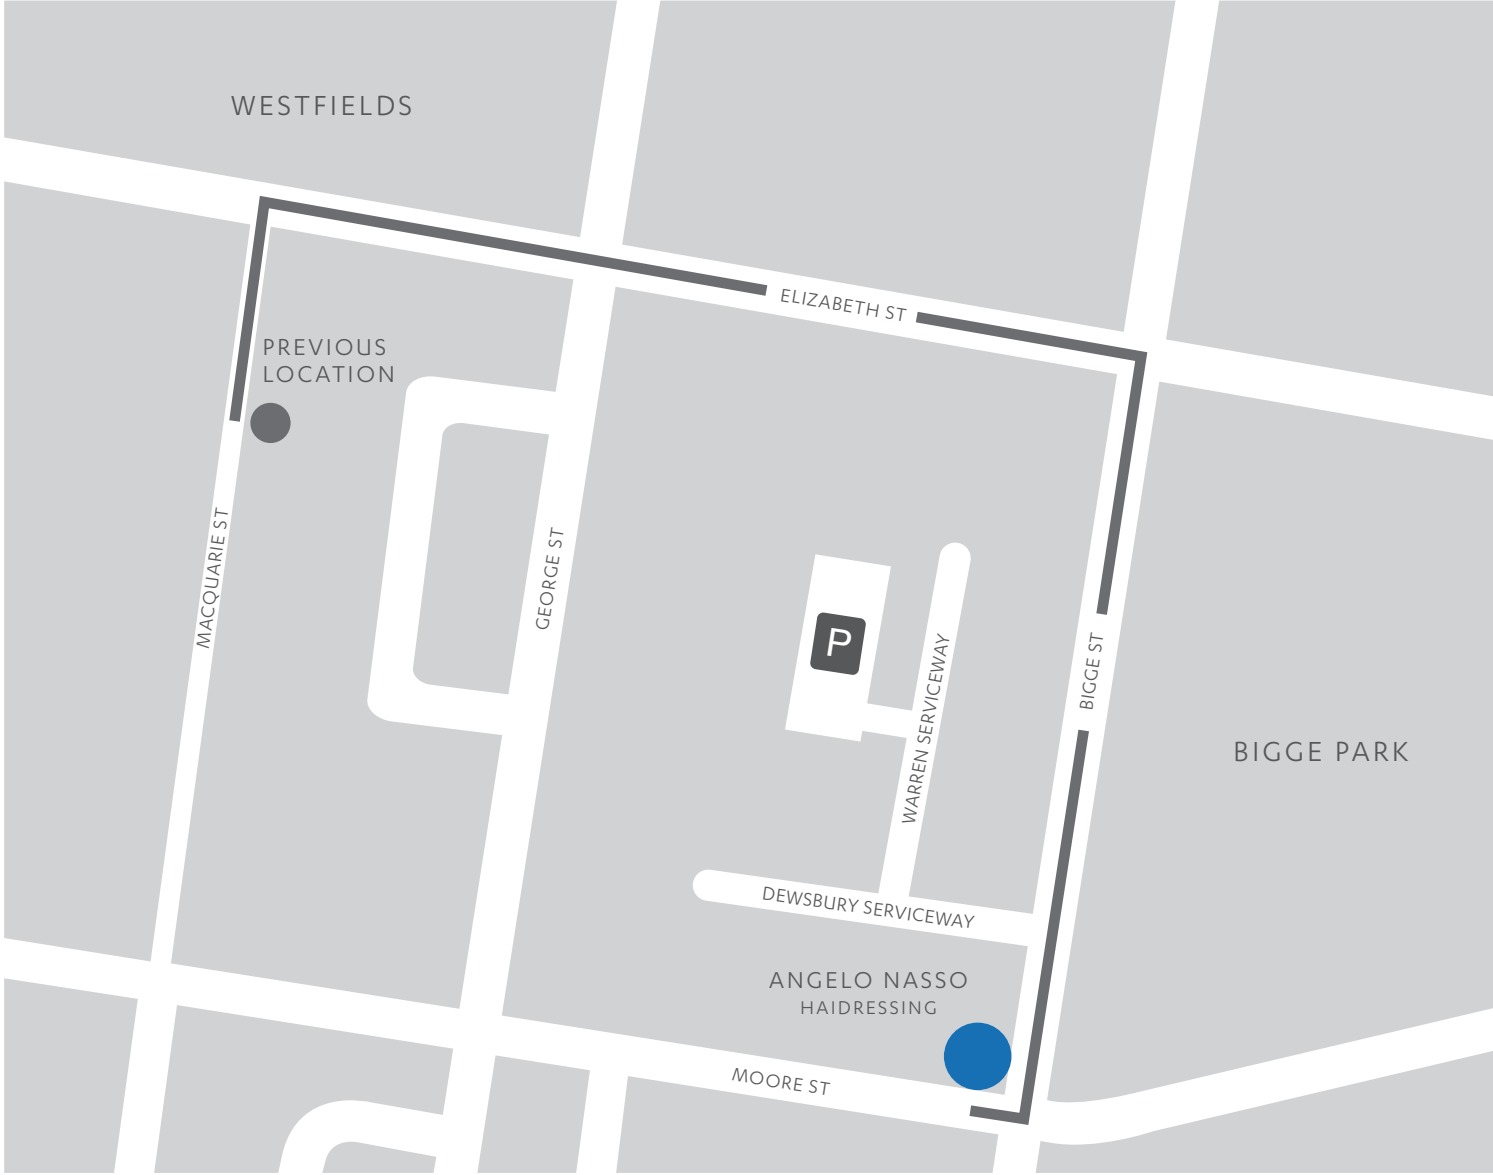 WESTFIELDS
ELIZABETH ST
PREVIOUS
LOCATION
MACQUARIE ST
GEORGE ST
P
WARREN SERVICEWAY
BIGGE ST
BIGGE PARK
DEWSBURY SERVICEWAY
ANGELO NASSO
HAIDRESSING
MOORE ST